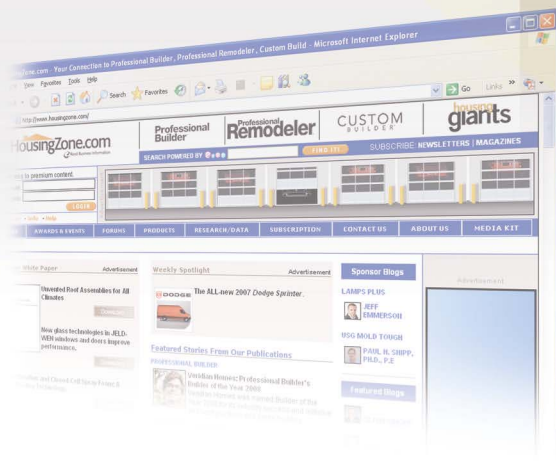 Zone.com - Your Connection to Professional Builder, Professional Remodeler, Custom Build - Microsoft Internet Explorer
View Favorites Tools Help
Search Favorites
http://www.housingzone.com/ Go Links »
HousingZone.com
Professional Builder
Professional Remodeler
CUSTOM BUILDER
housing giants
SEARCH POWERED BY FIND IT! SUBSCRIBE NEWSLETTERS | MAGAZINES
to premium content.
LOGIN
AWARDS & EVENTS FORUMS PRODUCTS RESEARCH/DATA SUBSCRIPTION CONTACT US ABOUT US MEDIA KIT
White Paper Advertisement
Unvented Roof Assemblies for All
Climates
New glass technologies in JELD-
WEN windows and doors improve
performance.
Weekly Spotlight Advertisement
DODGE
The ALL-new 2007 Dodge Sprinter.
Featured Stories From Our Publications
PROFESSIONAL BUILDER
Veridian Homes: Professional Builder's
Builder of the Year 2008
Sponsor Blogs
LAMPS PLUS
JEFF
EMMERSON
USG MOLD TOUGH
PAUL H. SHIPP,
PH.D., P.E
Featured Blogs
Advertisement